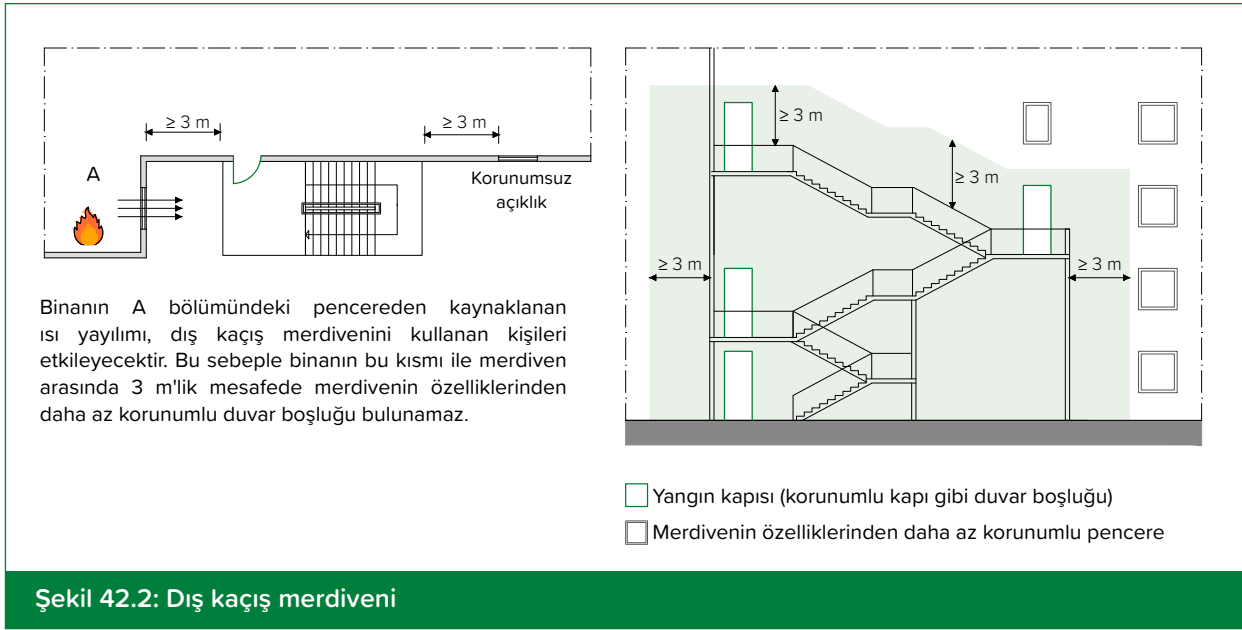 ≥ 3 m
≥ 3 m
A
Korunumsuz
açıklık
Binanın A bölümündeki pencereden kaynaklanan
ısı yayılımı, dış kaçış merdivenini kullanan kişileri
etkileyecektir. Bu sebeple binanın bu kısmı ile merdiven
arasında 3 m'lik mesafede merdivenin özelliklerinden
daha az korunumlu duvar boşluğu bulunamaz.
≥ 3 m
≥ 3 m
≥ 3 m
≥ 3 m
Yangın kapısı (korunumlu kapı gibi duvar boşluğu)
Merdivenin özelliklerinden daha az korunumlu pencere
Şekil 42.2: Dış kaçış merdiveni